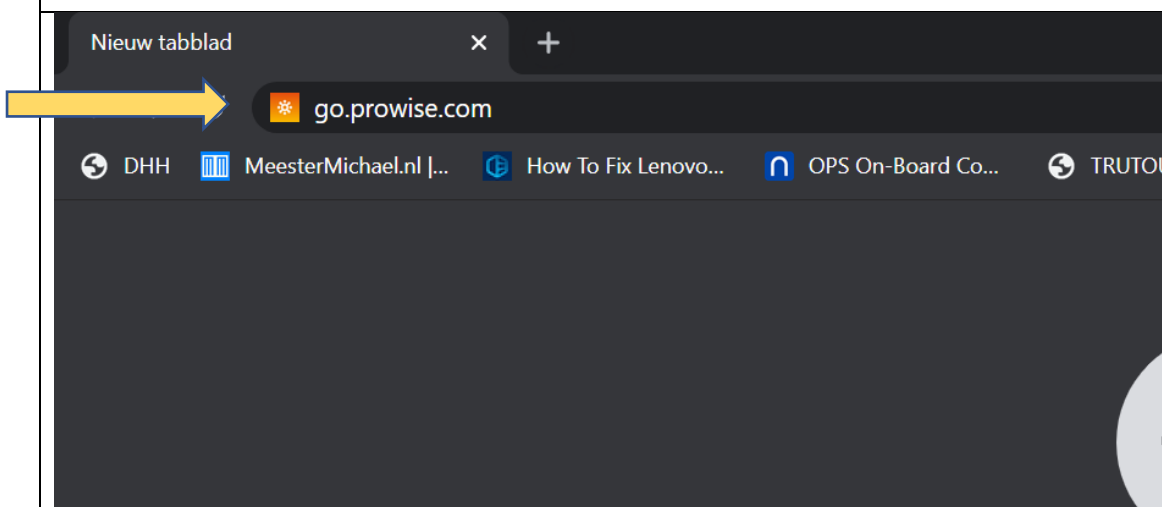 Nieuw tabblad
go.prowise.com
DHH MeesterMichael.nl |... How To Fix Lenovo... OPS On-Board Co... TRUTOU